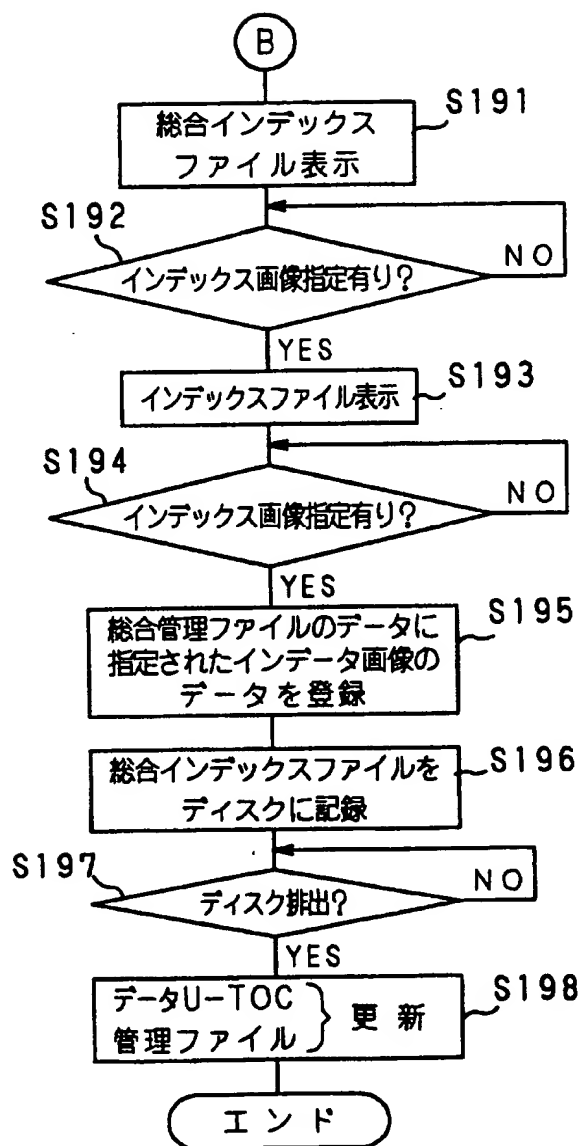 B
S191
総合インデックス
ファイル表示
S192
インデックス画像指定有り?
NO
YES
S193
インデックスファイル表示
S194
インデックス画像指定有り?
NO
YES
S195
総合管理ファイルのデータに
指定されたインデータ画像の
データを登録
S196
総合インデックスファイルを
ディスクに記録
S197
ディスク排出?
NO
YES
S198
データU-TOC
管理ファイル
更新
エンド